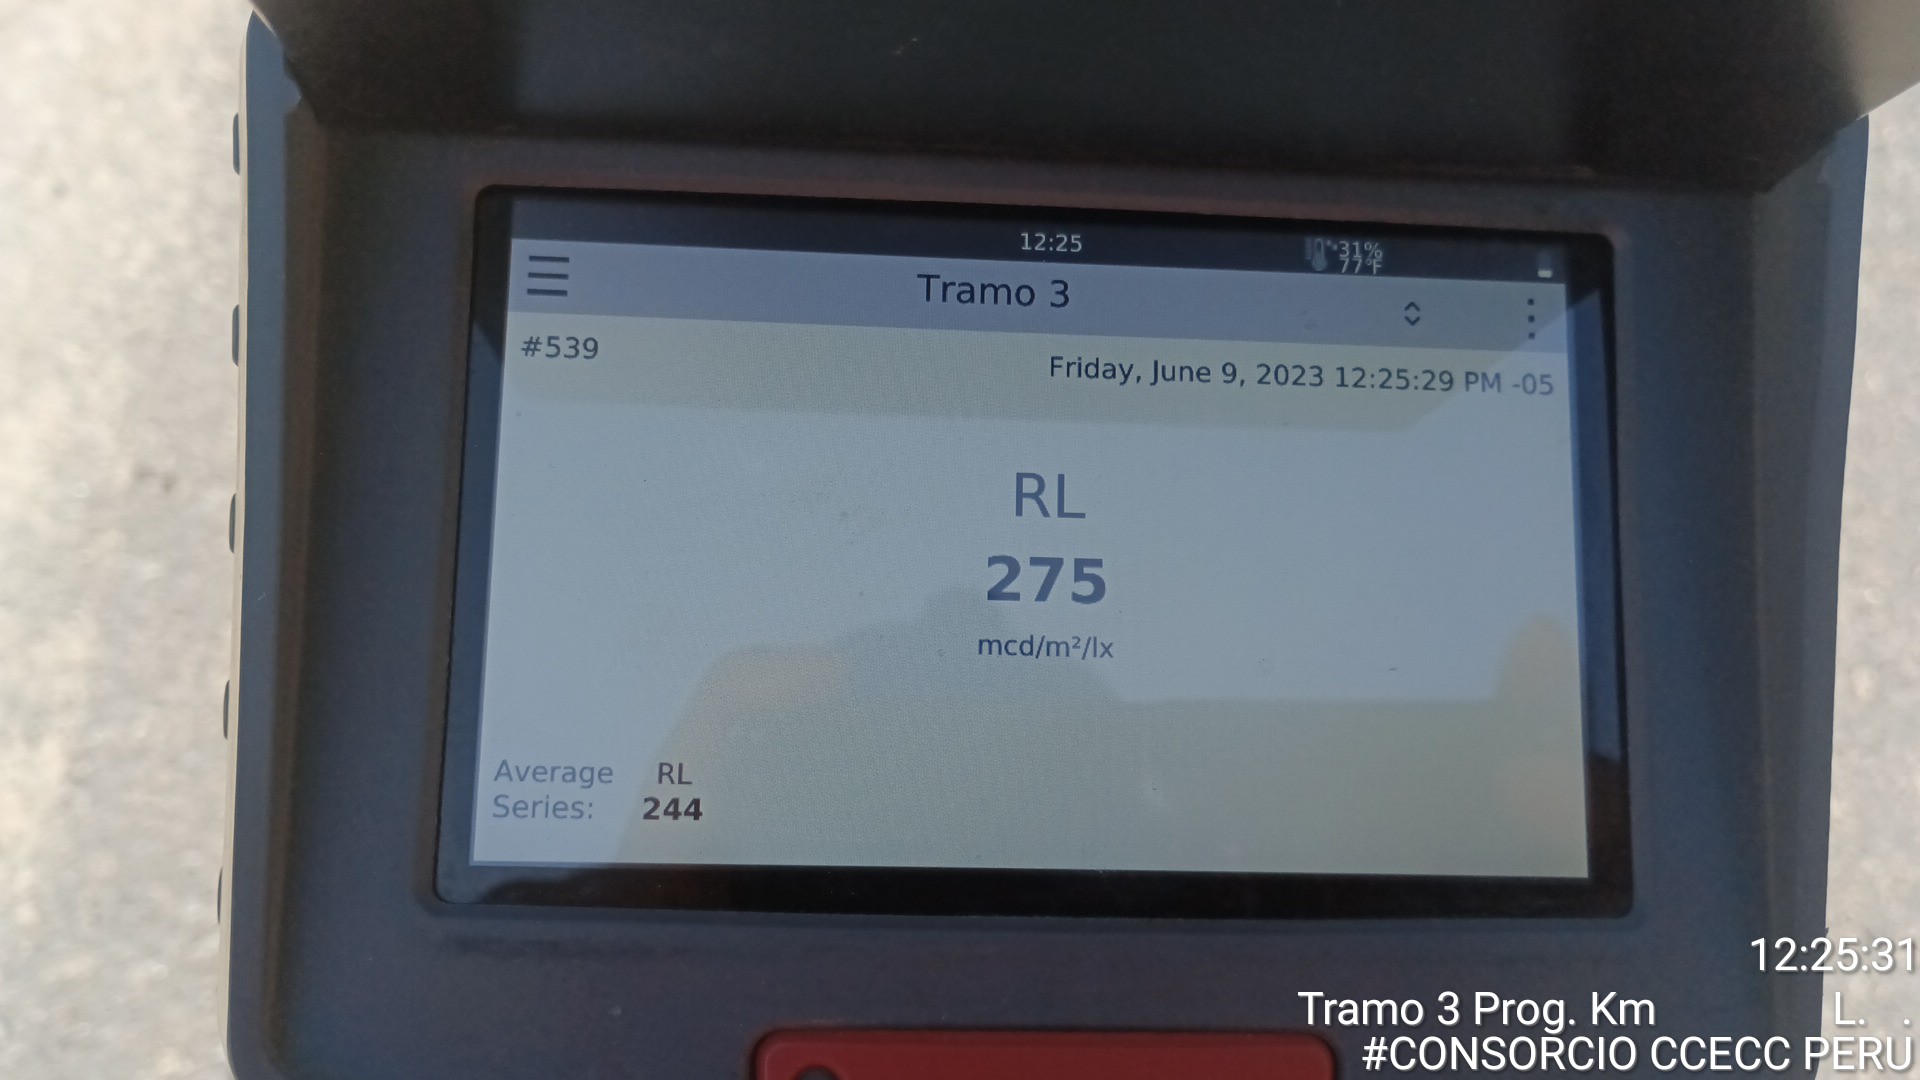 12:25
31%
77°F
Tramo 3
#539
Friday, June 9, 2023 12:25:29 PM -05
RL
275
mcd/m²/lx
Average RL
Series: 244
12:25:31
Tramo 3 Prog. Km L. .
#CONSORCIO CCECC PERU